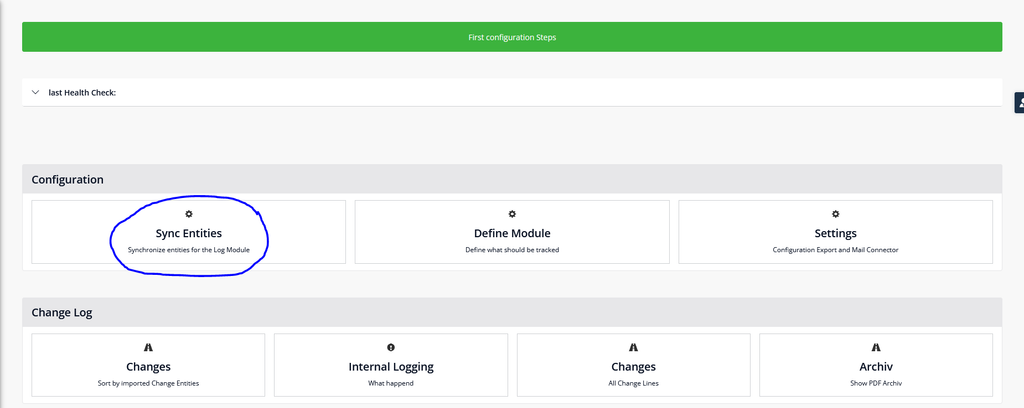 First configuration Steps
last Health Check:
Configuration
Sync Entities
Synchronize entities for the Log Module
Define Module
Define what should be tracked
Settings
Configuration Export and Mail Connector
Change Log
Changes
Sort by imported Change Entities
Internal Logging
What happend
Changes
All Change Lines
Archiv
Show PDF Archiv